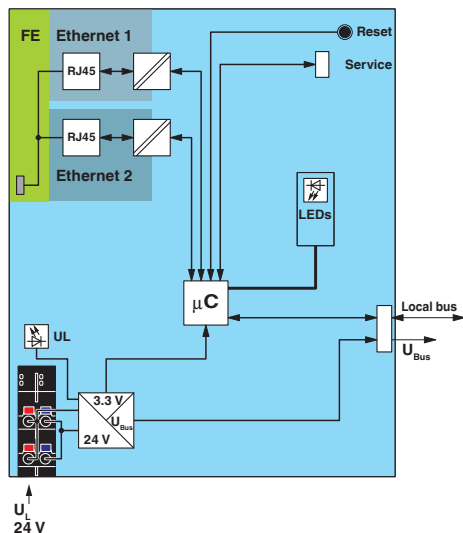 FE
Ethernet 1
RJ45
Reset
Service
RJ45
Ethernet 2
LEDs
µC
Local bus
UBus
UL
3.3 V
UBus
24 V
UL
24 V